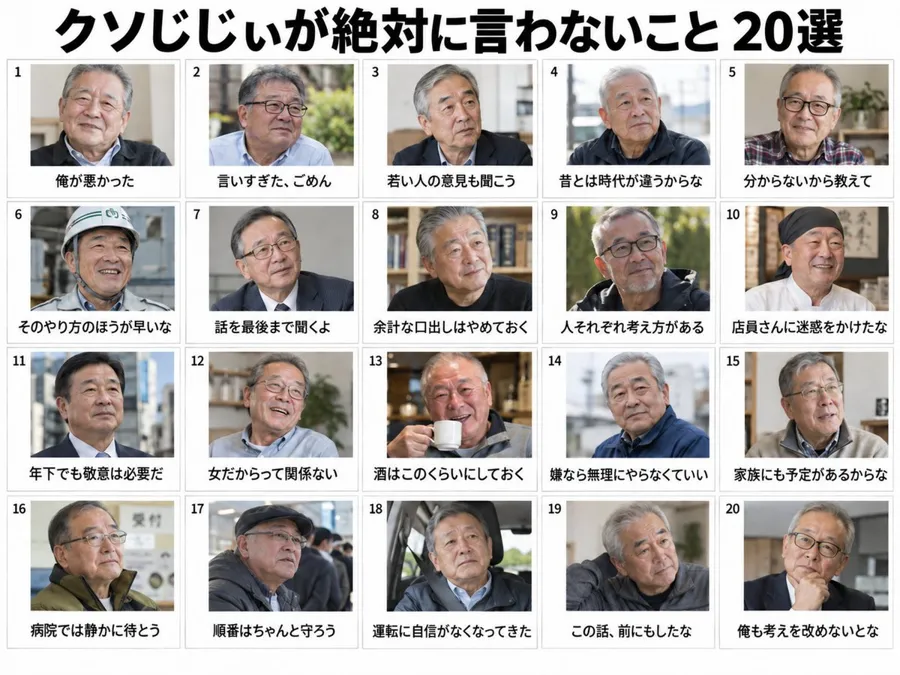 クソじじぃが絶対に言わないこと 20選
1
俺が悪かった
2
言いすぎた、ごめん
3
若い人の意見も聞こう
4
昔とは時代が違うからな
5
分からないから教えて
6
そのやり方のほうが早いな
7
話を最後まで聞くよ
8
余計な口出しはやめておく
9
人それぞれ考え方がある
10
店員さんに迷惑をかけたな
11
年下でも敬意は必要だ
12
女だからって関係ない
13
酒はこのくらいにしておく
14
嫌なら無理にやらなくていい
15
家族にも予定があるからな
16
受付
病院では静かに待とう
17
順番はちゃんと守ろう
18
運転に自信がなくなってきた
19
この話、前にもしたな
20
俺も考えを改めないとな